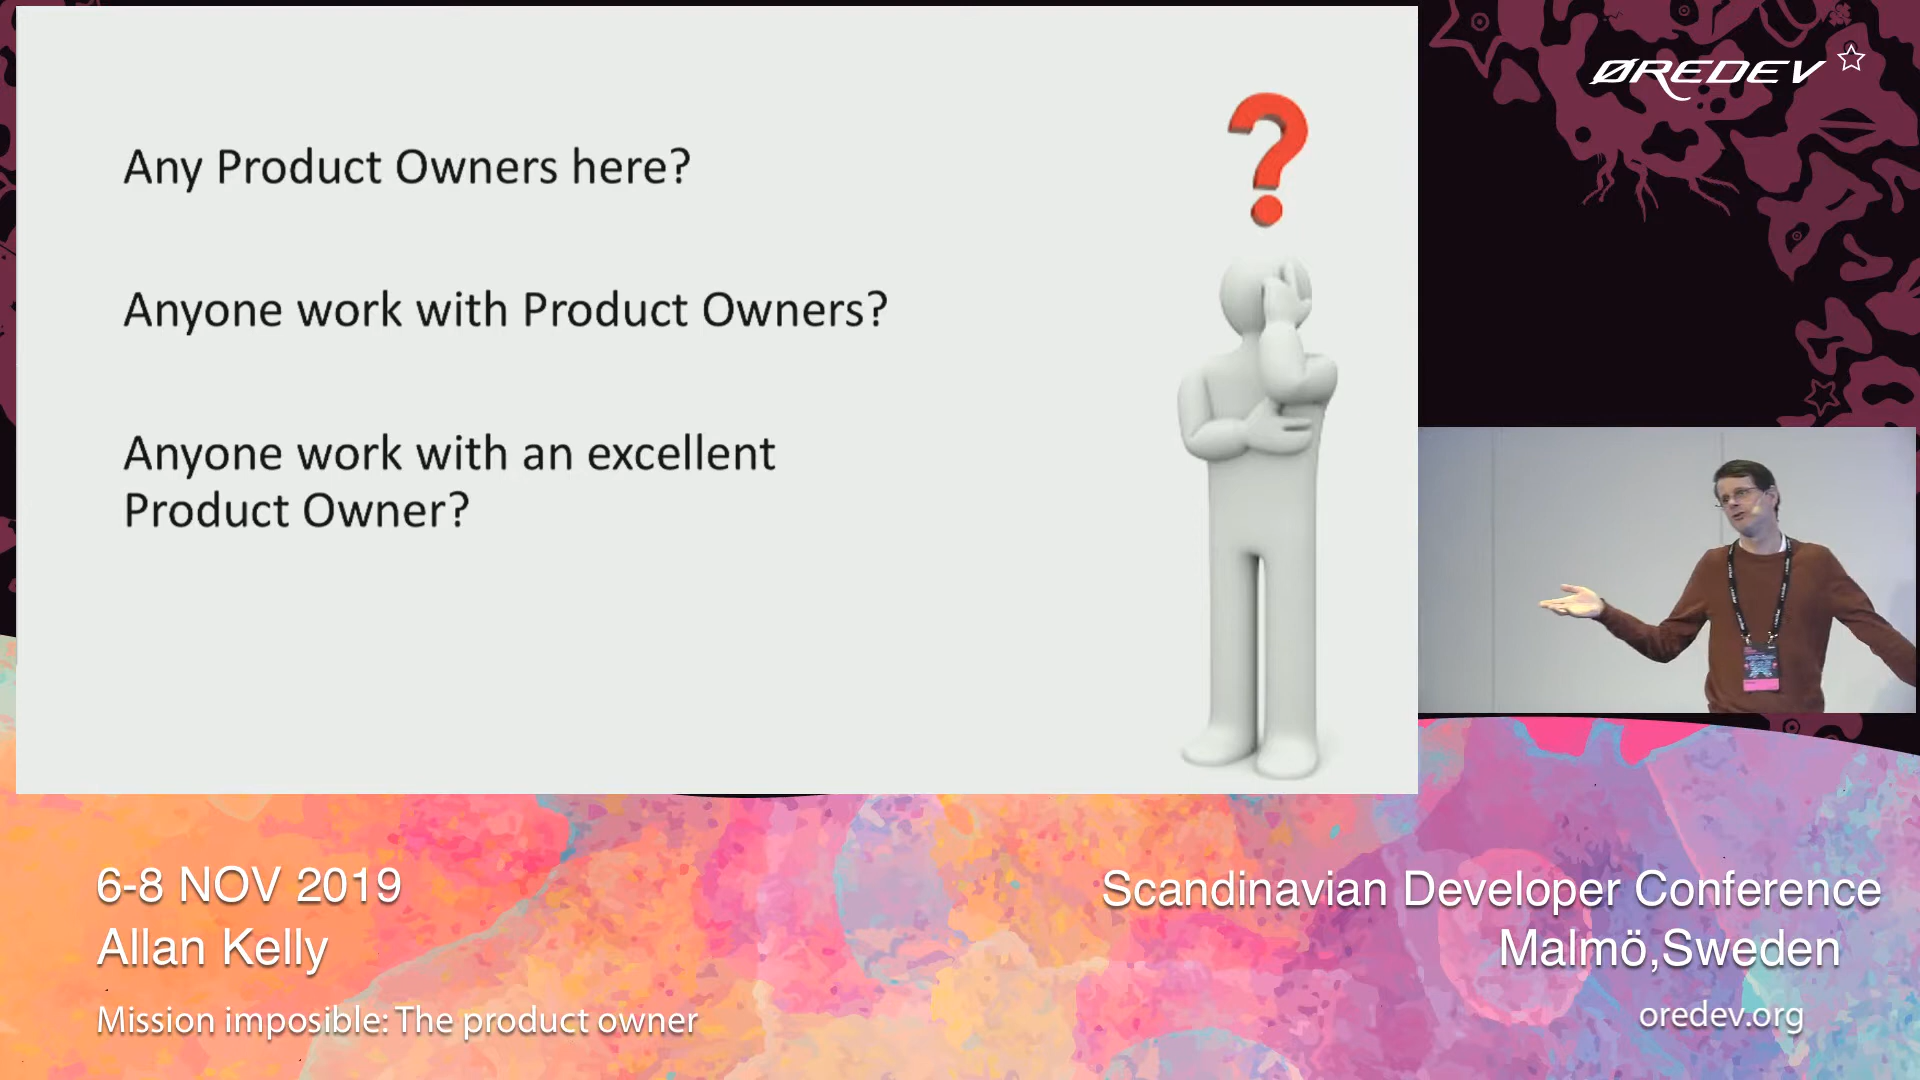 Any Product Owners here?
Anyone work with Product Owners?
Anyone work with an excellent
Product Owner?
?
ØREDEV
6-8 NOV 2019
Allan Kelly
Mission imposible: The product owner
Scandinavian Developer Conference
Malmö,Sweden
oredev.org